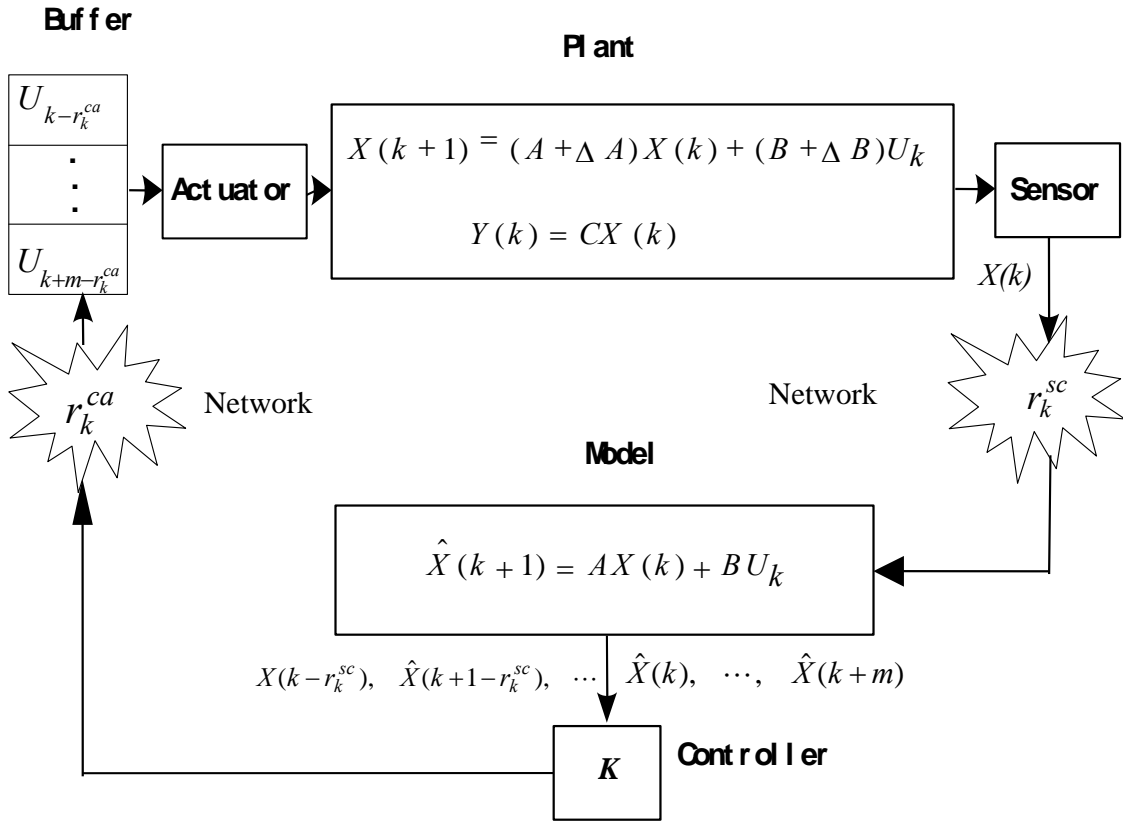 Buffer
Plant
U_{k-r_k^{ca}}
⋮
U_{k+m-r_k^{ca}}
Actuator
X(k+1) = (A+ΔA)X(k) + (B+ΔB)U_k
Y(k) = CX(k)
Sensor
X(k)
r_k^{ca}
Network
Network
r_k^{sc}
Model
X̂(k+1) = AX(k) + BU_k
X(k-r_k^{sc}), X̂(k+1-r_k^{sc}), ⋯ X̂(k), ⋯, X̂(k+m)
K
Controller